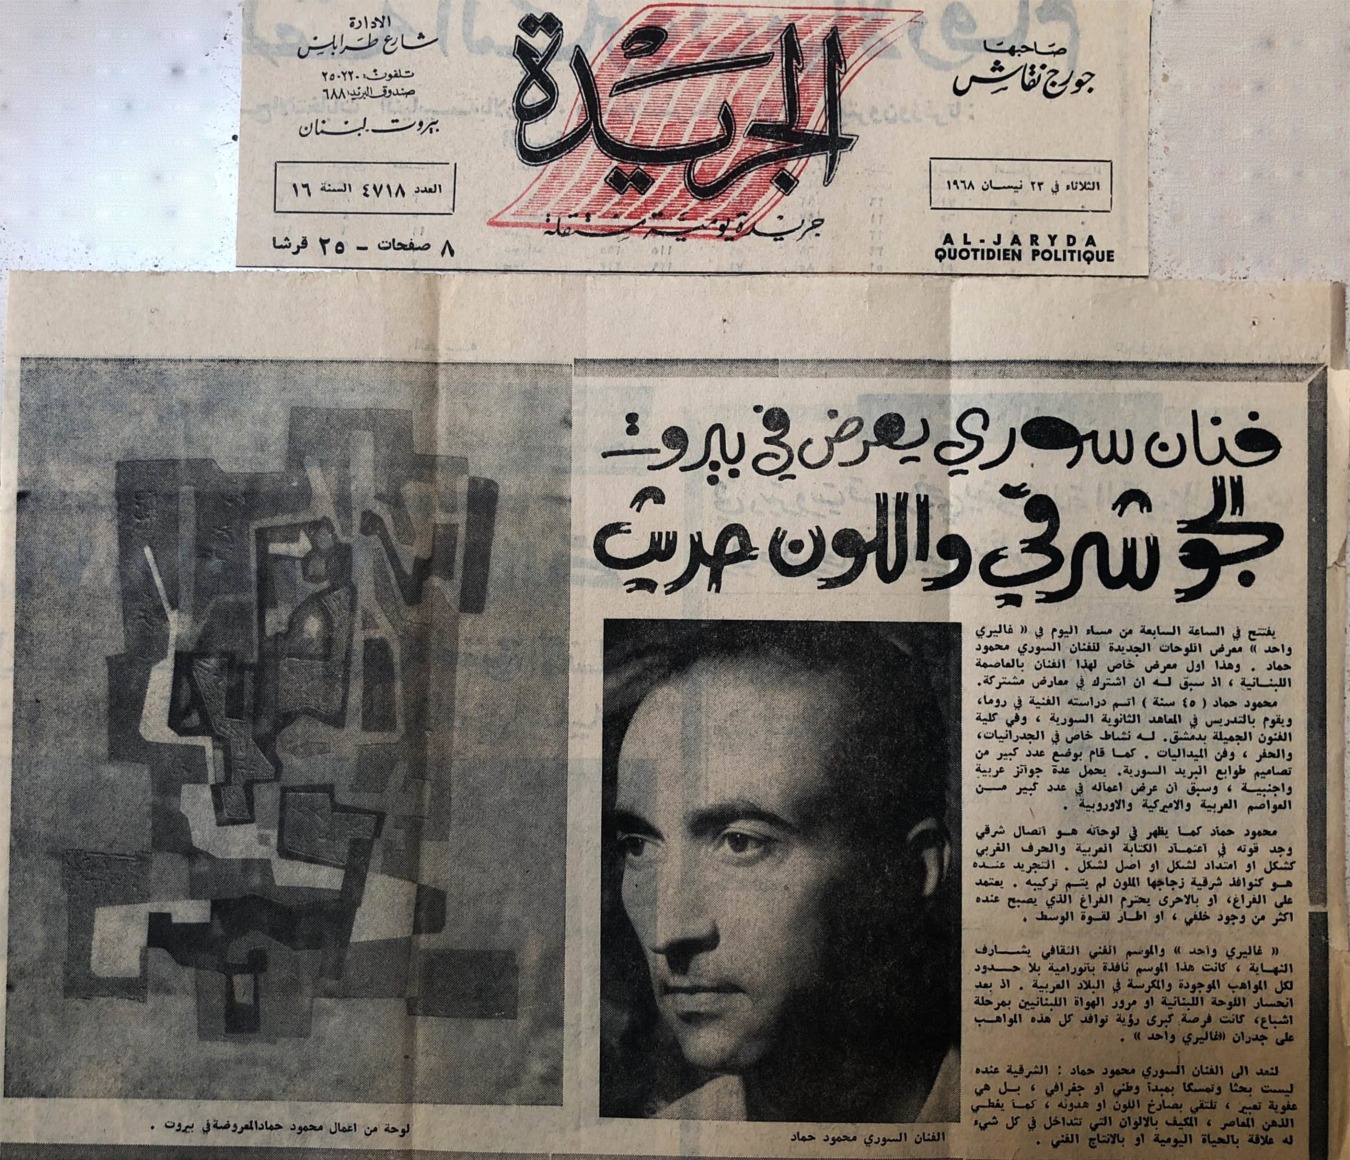 صاحبها
جورج نقاش
الثلاثاء في ٢٣ نيسان ١٩٦٨
AL-JARYDA
QUOTIDIEN POLITIQUE
الجريدة
جريدة يومية مستقلة
الادارة
شارع طرابلس
تلفون: ٢٥٠٢٢٠
صندوق البريد: ٦٨٨
بيروت لبنان
العدد ٤٧١٨ السنة ١٦
٨ صفحات - ٢٥ قرشا
فنان سوري يعرض في بيروت
الجو شرقي واللون حديث
يفتتح في الساعة السابعة من مساء اليوم في « غاليري
واحد » معرض اللوحات الجديدة للفنان السوري محمود
حماد . وهذا اول معرض خاص لهذا الفنان بالعاصمة
اللبنانية ، اذ سبق له ان اشترك في معارض مشتركة.
محمود حماد ( ٤٥ سنة ) اتم دراسته الفنية في روما،
ويقوم بالتدريس في المعاهد الثانوية السورية ، وفي كلية
الفنون الجميلة بدمشق. له نشاط خاص في الجدرانيات،
والحفر ، وفن الميداليات . كما قام بوضع عدد كبير من
تصاميم طوابع البريد السورية. يحمل عدة جوائز عربية
واجنبية ، وسبق ان عرض اعماله في عدد كبير من
العواصم العربية والاميركية والاوروبية .
محمود حماد كما يظهر في لوحاته هو اتصال شرقي
وجد قوته في اعتماد الكتابة العربية والحرف العربي
كشكل او امتداد لشكل او اصل لشكل . التجريد عنده
هو كنوافذ شرقية زجاجها الملون لم يتم تركيبه . يعتمد
على الفراغ، او بالاحرى يحترم الفراغ الذي يصبح عنده
اكثر من وجود خلفي ، او اطار لقوة الوسط .
« غاليري واحد » والموسم الفني الثقافي يشارف
النهاية ، كانت هذا الموسم نافذة بانورامية بلا حدود
لكل المواهب الموجودة والمكرسة في البلاد العربية . اذ بعد
انحسار اللوحة اللبنانية او مرور الهواة اللبنانيين بمرحلة
اشباع، كانت فرصة كبرى رؤية توافد كل هذه المواهب
على جدران «غاليري واحد» .
لنعد الى الفنان السوري محمود حماد : الشرقية عنده
ليست بحثا وتمسكا بمبدأ وطني او جغرافي ، بل هي
عفوية تعبير ، تلتقي بصارخ اللون او هدوئه ، كما يغطي
الذهن المعاصر ، المكيف بالالوان التي تتداخل في كل شيء
له علاقة بالحياة اليومية او بالانتاج الفني .
الفنان السوري محمود حماد
لوحة من اعمال محمود حماد المعروضة في بيروت .